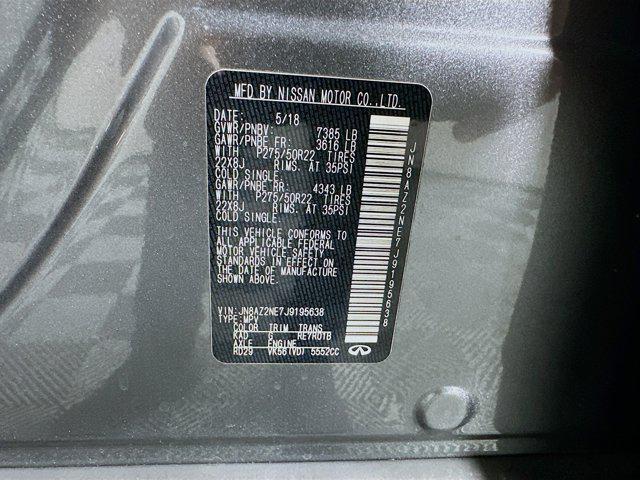 MFD BY NISSAN MOTOR CO.,LTD.
DATE: 5/18
GVWR/PNBV: 7385 LB
GAWR/PNBE FR: 3616 LB
WITH P275/50R22 TIRES
22X8J RIMS. AT 35PSI
COLD SINGLE.
GAWR/PNBE RR: 4343 LB
WITH P275/50R22 TIRES
22X8J RIMS. AT 35PSI
COLD SINGLE.
THIS VEHICLE CONFORMS TO
ALL APPLICABLE FEDERAL
MOTOR VEHICLE SAFETY
STANDARDS IN EFFECT ON
THE DATE OF MANUFACTURE
SHOWN ABOVE.
VIN: JN8AZ2NE7J9195638
TYPE: MPV
COLOR TRIM TRANS
KAD G RE7R01B
AXLE ENGINE
RD29 VK56(VD) 5552CC
JN8AZ2NE7J9195638